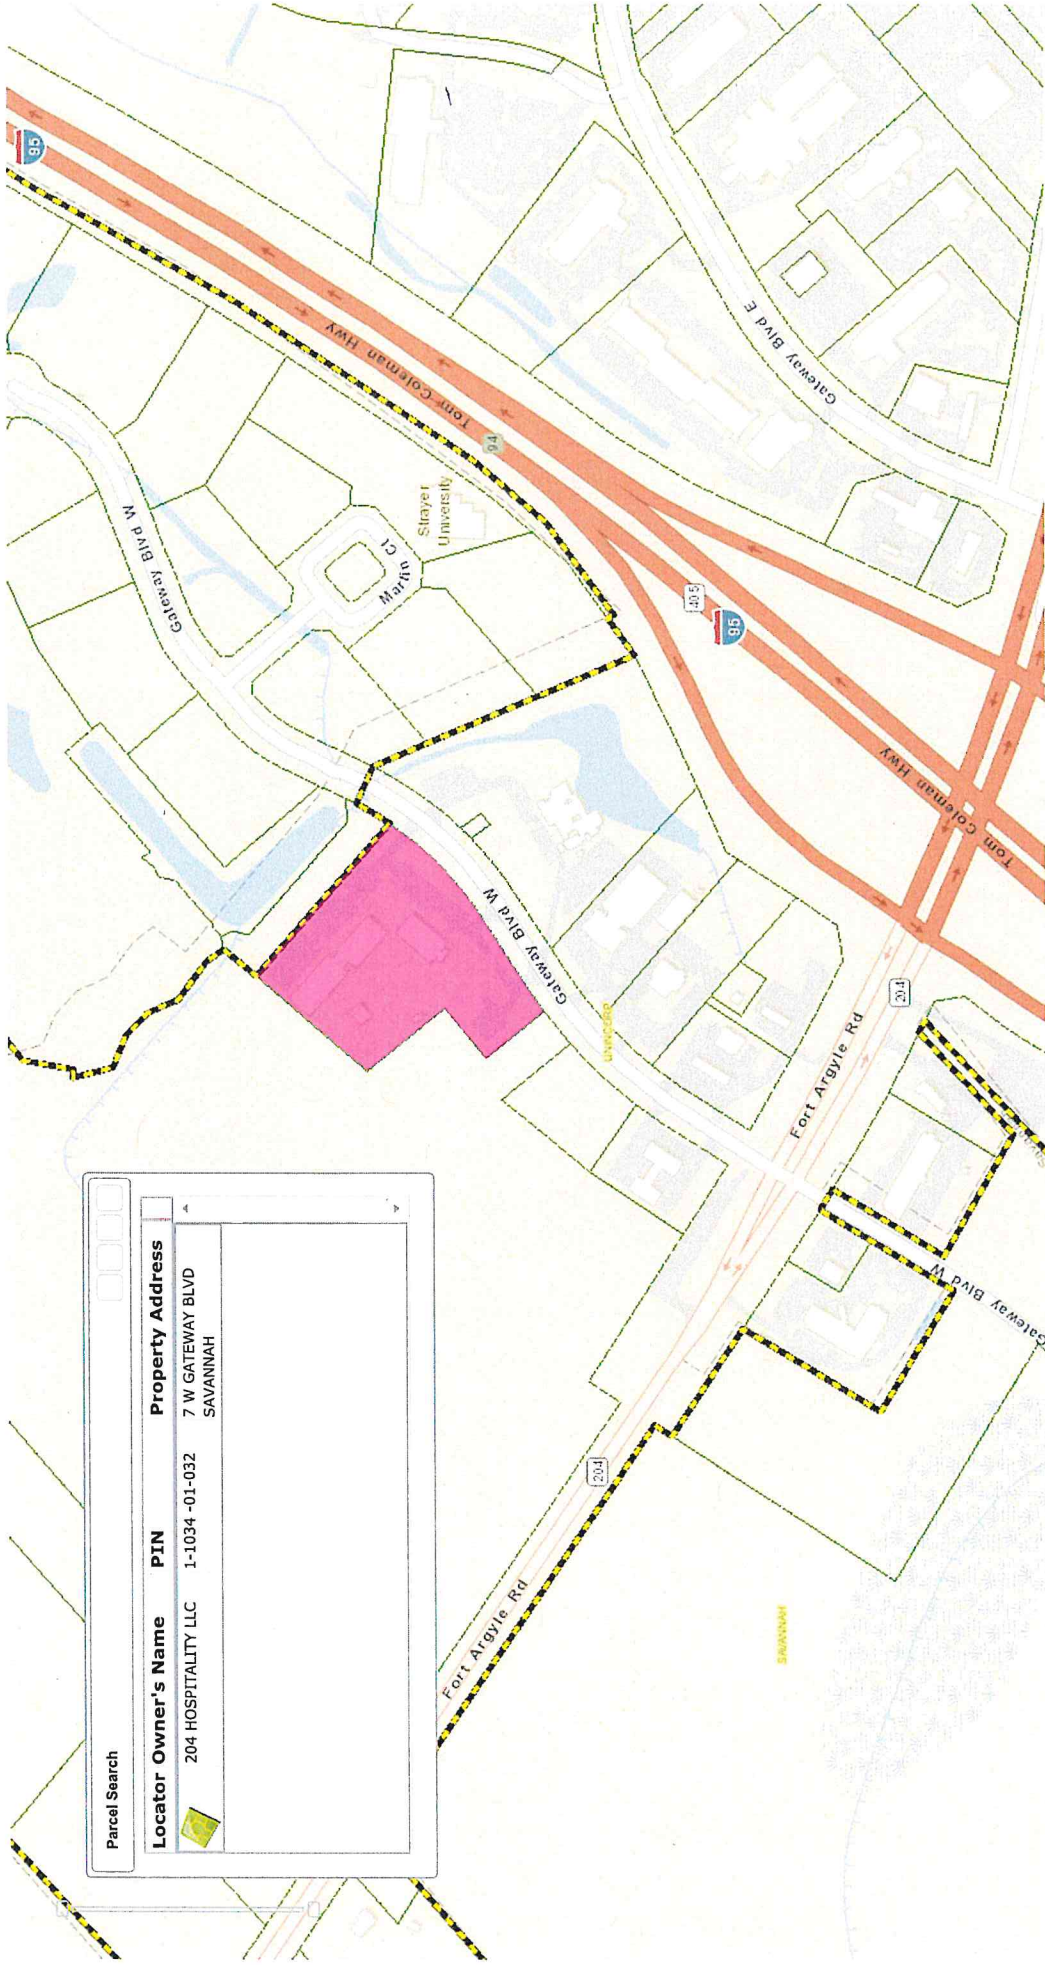 Parcel Search
Locator Owner's Name PIN Property Address
204 HOSPITALITY LLC 1-1034 -01-032 7 W GATEWAY BLVD
SAVANNAH
95
Tom Coleman Hwy
94
Gateway Blvd W
Martin Ct
Strayer
University
Gateway Blvd E
40.5
95
Tom Coleman Hwy
Gateway Blvd W
UNINCORP
Fort Argyle Rd
204
Gateway Blvd W
204
Fort Argyle Rd
SAVANNAH